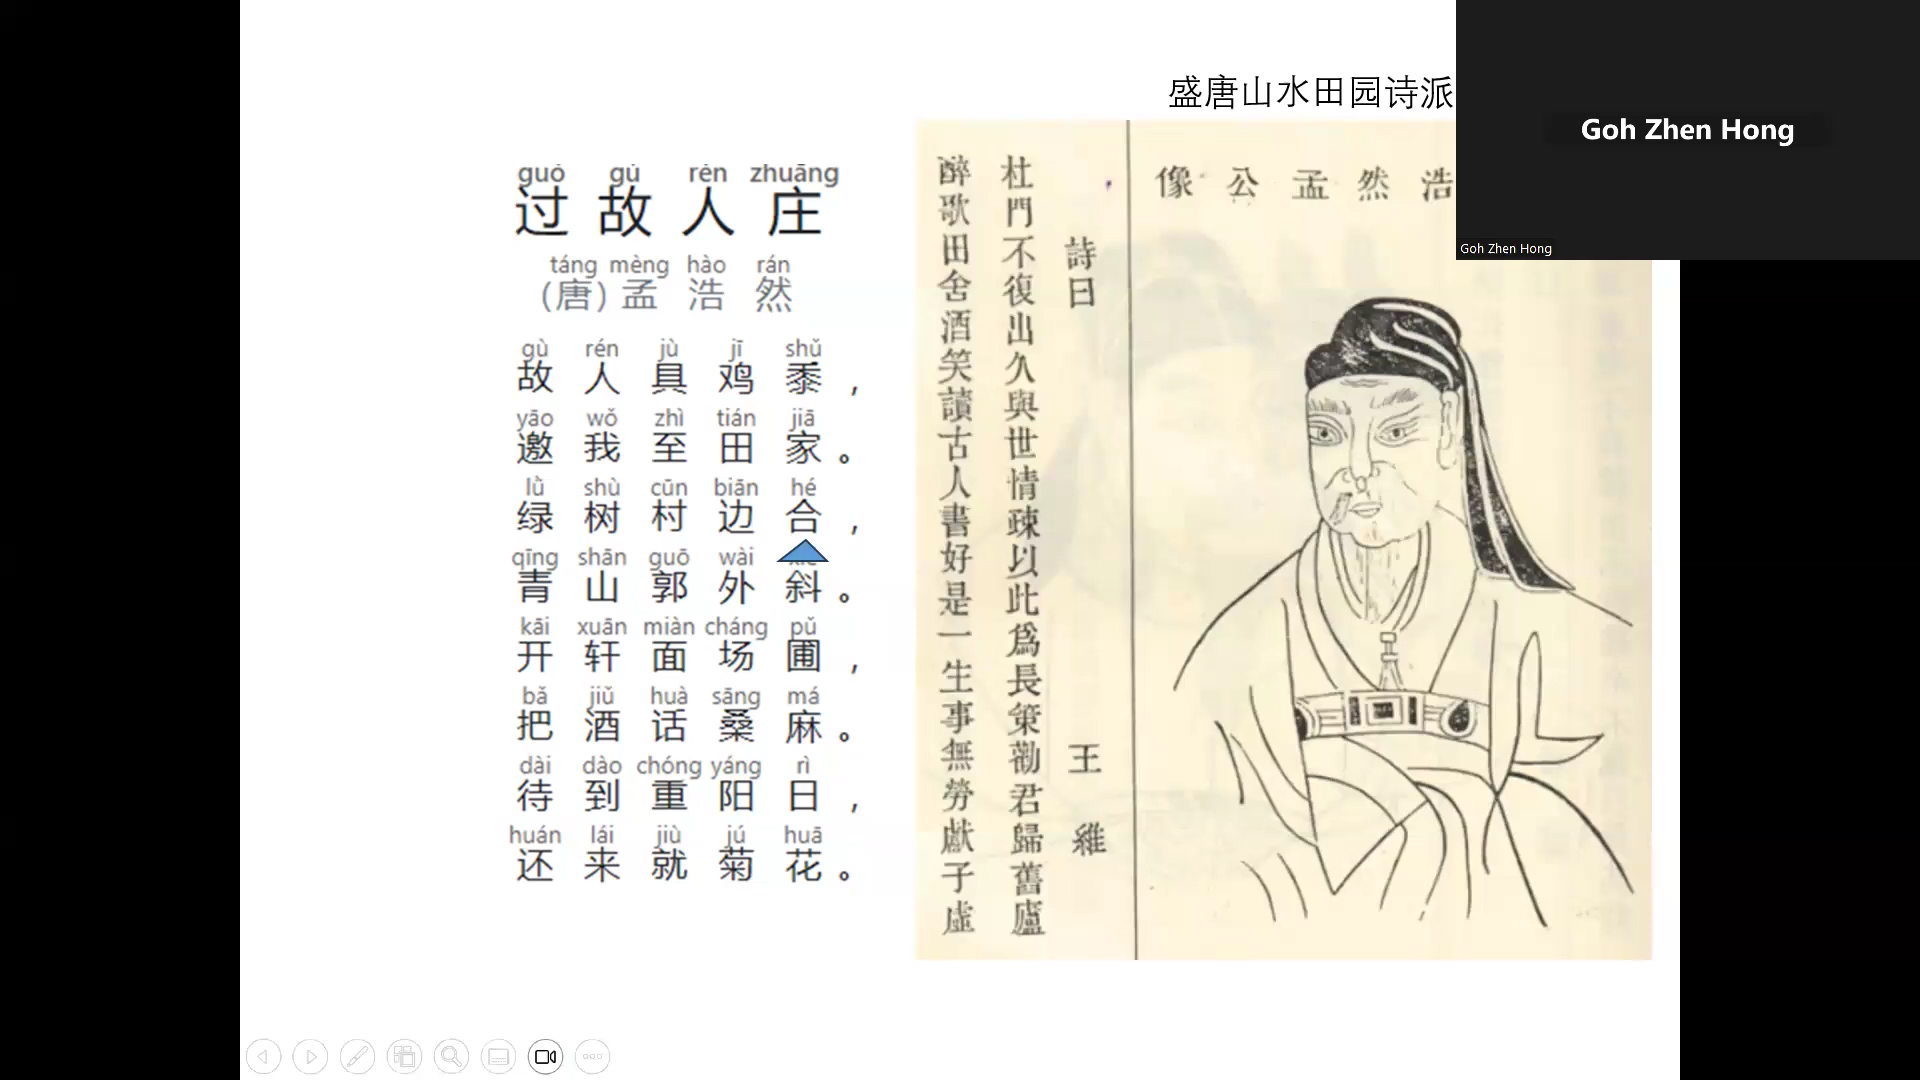 盛唐山水田园诗派
Goh Zhen Hong
Goh Zhen Hong
guò gù rén zhuāng
过 故 人 庄
táng mèng hào rán
(唐) 孟 浩 然
gù rén jù jī shǔ
故 人 具 鸡 黍 ，
yāo wǒ zhì tián jiā
邀 我 至 田 家 。
lǜ shù cūn biān hé
绿 树 村 边 合 ，
qīng shān guō wài
青 山 郭 外 斜 。
kāi xuān miàn cháng pǔ
开 轩 面 场 圃 ，
bǎ jiǔ huà sāng má
把 酒 话 桑 麻 。
dài dào chóng yáng rì
待 到 重 阳 日 ，
huán lái jiù jú huā
还 来 就 菊 花 。
浩然孟公像
詩曰 王維
杜門不復出久與世情疎以此為長策勸君歸舊廬
醉歌田舍酒笑讀古人書好是一生事無勞獻子虛